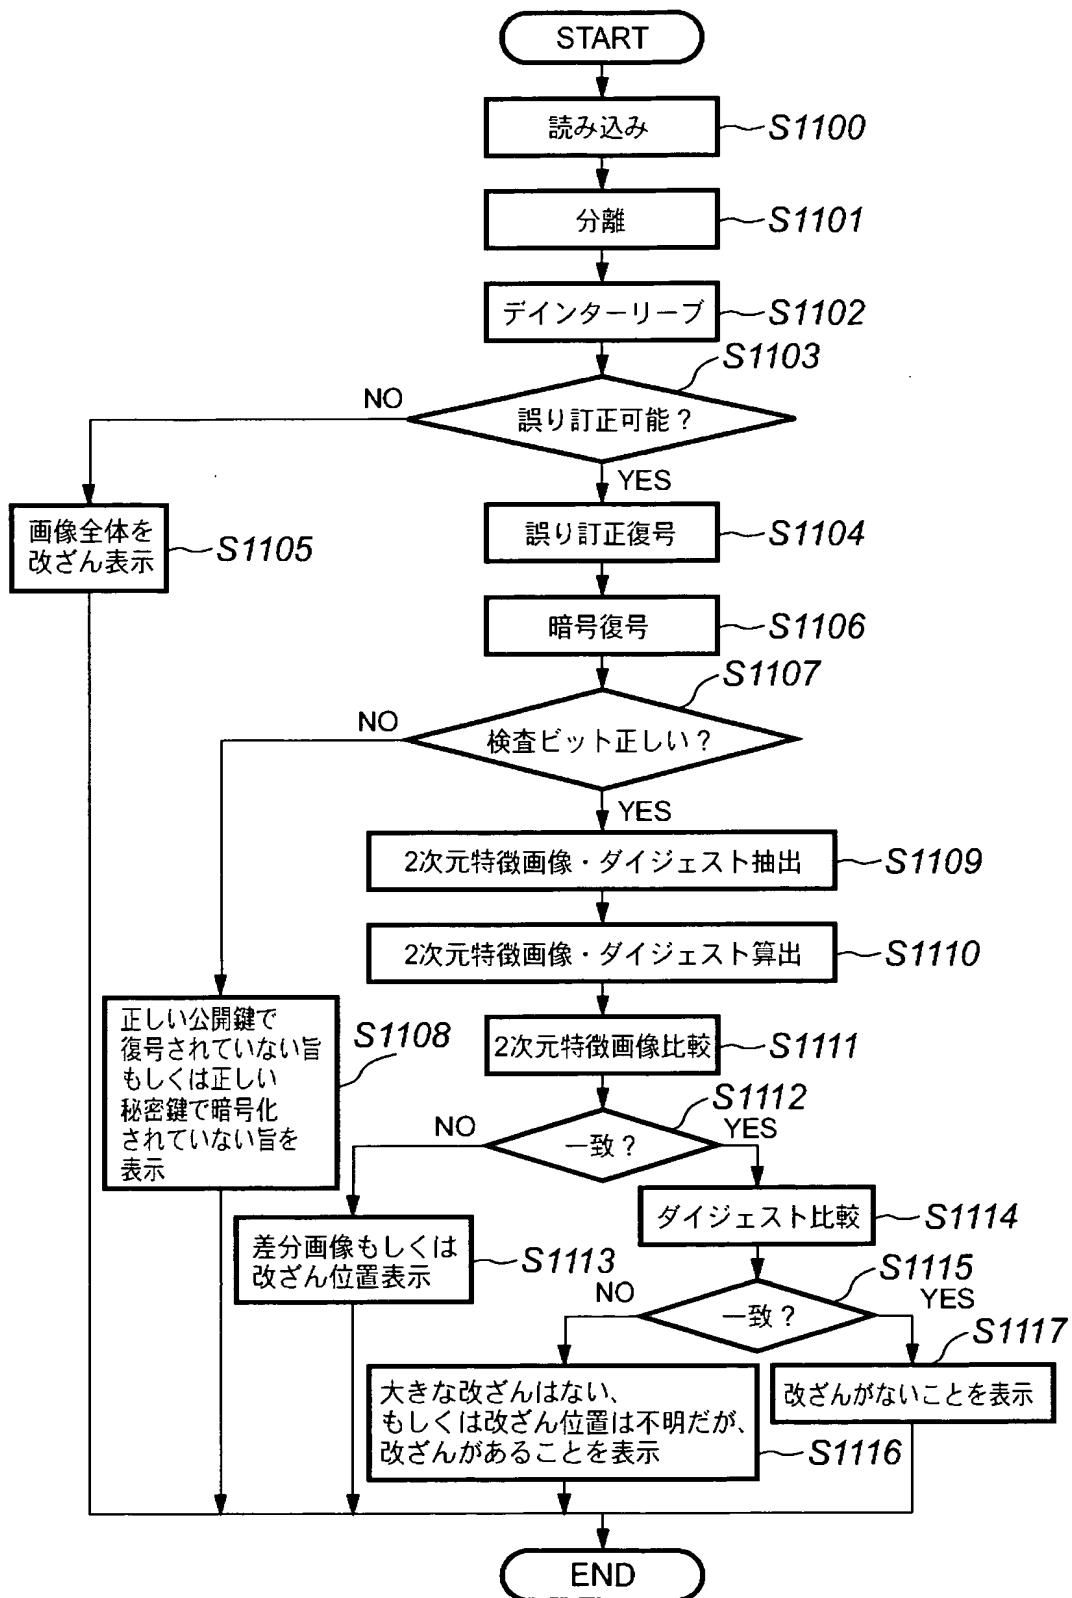 START
読み込み
S1100
分離
S1101
デインターリーブ
S1102
S1103
NO
誤り訂正可能？
YES
画像全体を
改ざん表示
S1105
誤り訂正復号
S1104
暗号復号
S1106
S1107
NO
検査ビット正しい？
YES
2次元特徴画像・ダイジェスト抽出
S1109
2次元特徴画像・ダイジェスト算出
S1110
正しい公開鍵で
復号されていない旨
もしくは正しい
秘密鍵で暗号化
されていない旨を
表示
S1108
2次元特徴画像比較
S1111
S1112
NO
一致？
YES
ダイジェスト比較
S1114
差分画像もしくは
改ざん位置表示
S1113
S1115
NO
一致？
YES
S1117
大きな改ざんはない、
もしくは改ざん位置は不明だが、
改ざんがあることを表示
S1116
改ざんがないことを表示
END